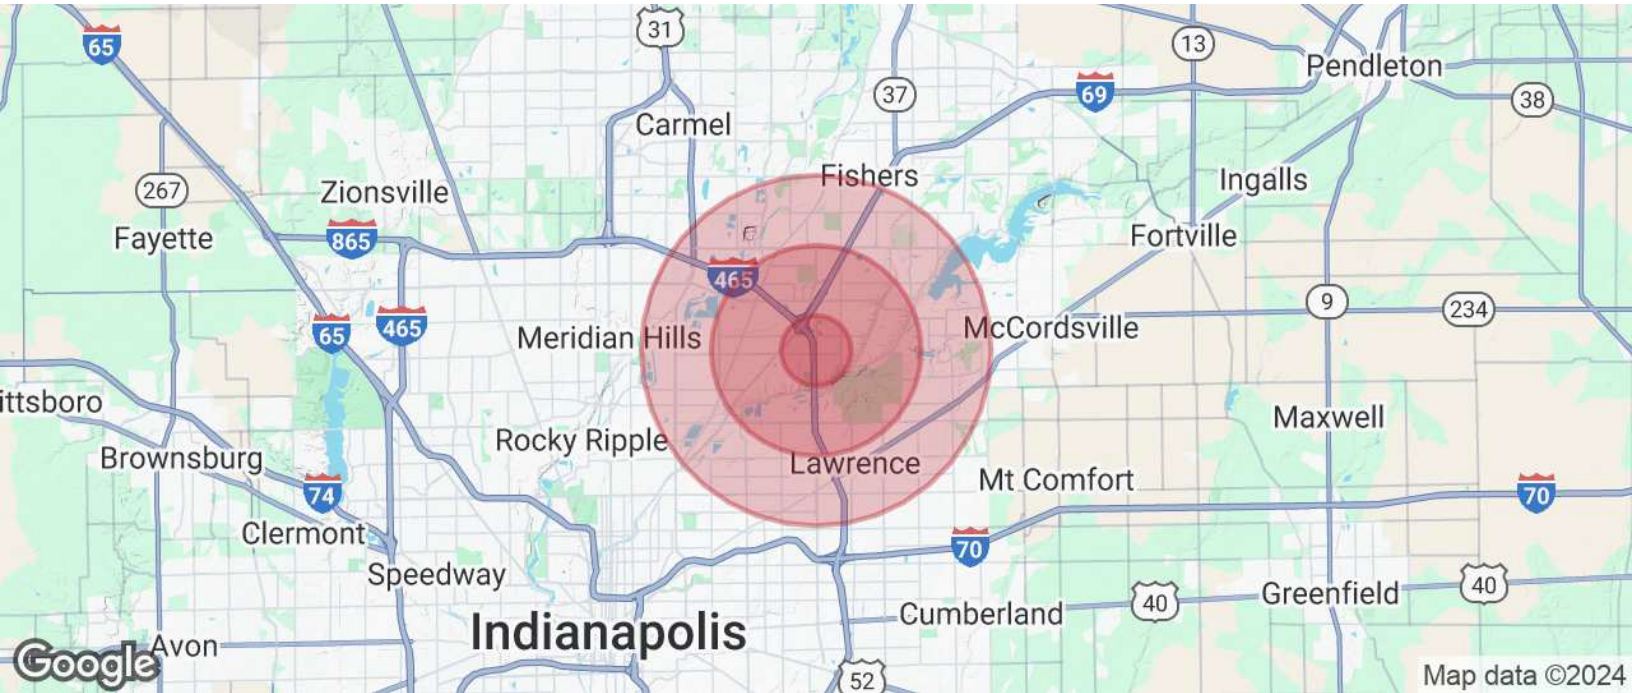 65
31
13
Pendleton
37
69
38
Carmel
Fishers
267
Zionsville
Ingalls
Fayette
865
Fortville
465
9
234
65
465
Meridian Hills
McCordsville
ittsboro
Maxwell
Rocky Ripple
Brownsburg
Lawrence
Mt Comfort
74
70
Clermont
70
Speedway
40
Greenfield
40
Cumberland
Indianapolis
Avon
Google
52
Map data ©2024